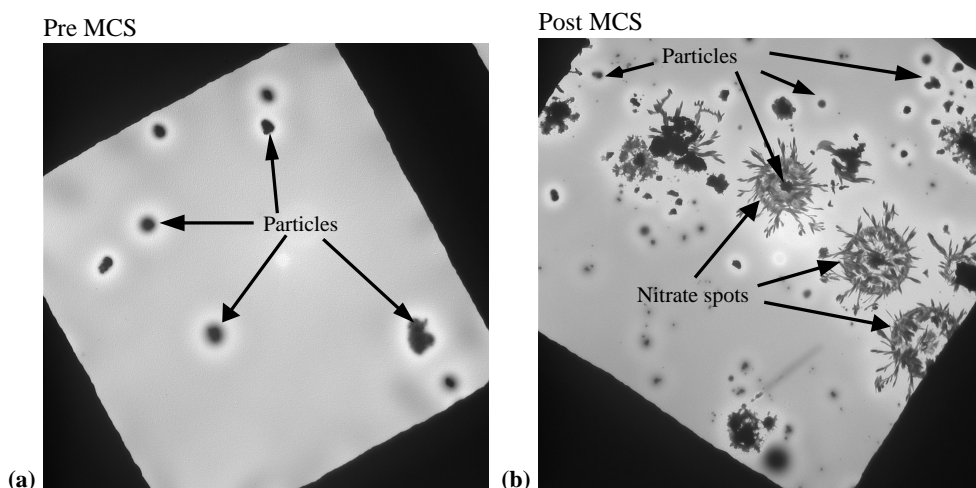 Pre MCS
Particles
(a)
Post MCS
Particles
Nitrate spots
(b)